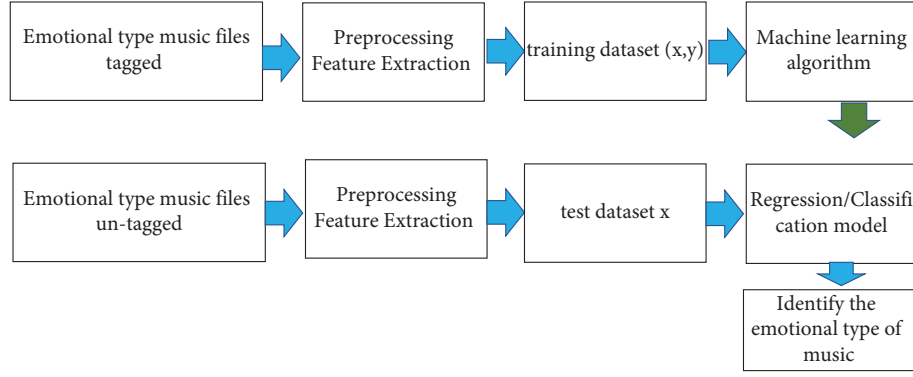 Emotional type music files
tagged
Preprocessing
Feature Extraction
training dataset (x,y)
Machine learning
algorithm
Emotional type music files
un-tagged
Preprocessing
Feature Extraction
test dataset x
Regression/Classifi
cation model
Identify the
emotional type of
music